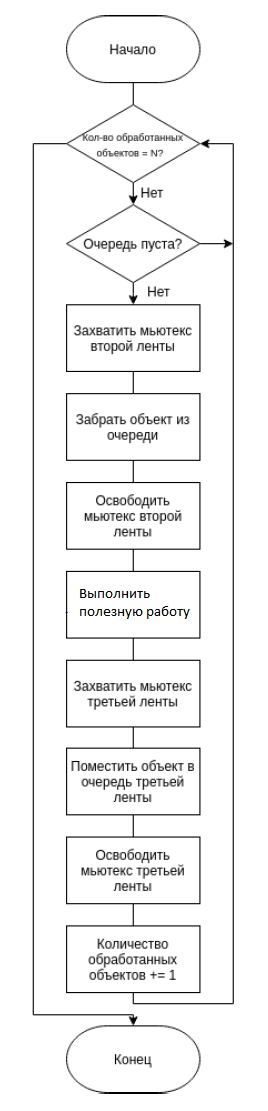 Начало
Кол-во обработанных
объектов = N?
Нет
Очередь пуста?
Нет
Захватить мьютекс
второй ленты
Забрать объект из
очереди
Освободить
мьютекс второй
ленты
Выполнить
полезную работу
Захватить мьютекс
третьей ленты
Поместить объект в
очередь третьей
ленты
Освободить
мьютекс третьей
ленты
Количество
обработанных
объектов += 1
Конец